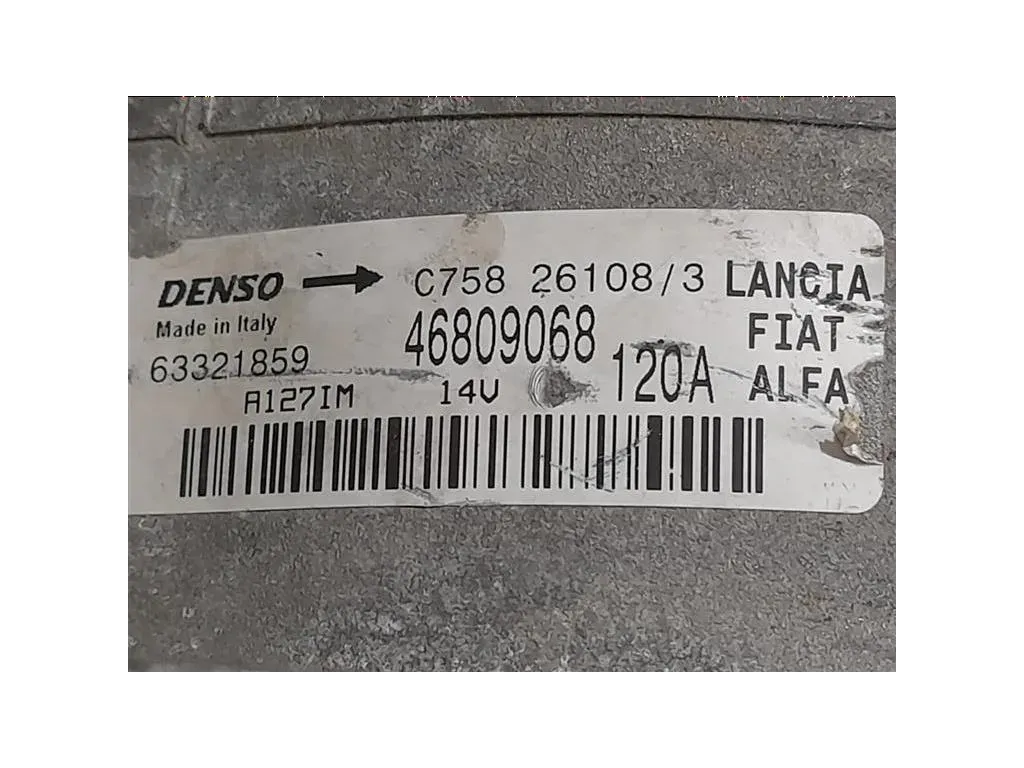 DENSO C758 26108/3 LANCIA
Made in Italy 46809068 FIAT
63321859 120A ALFA
A127IM 14V